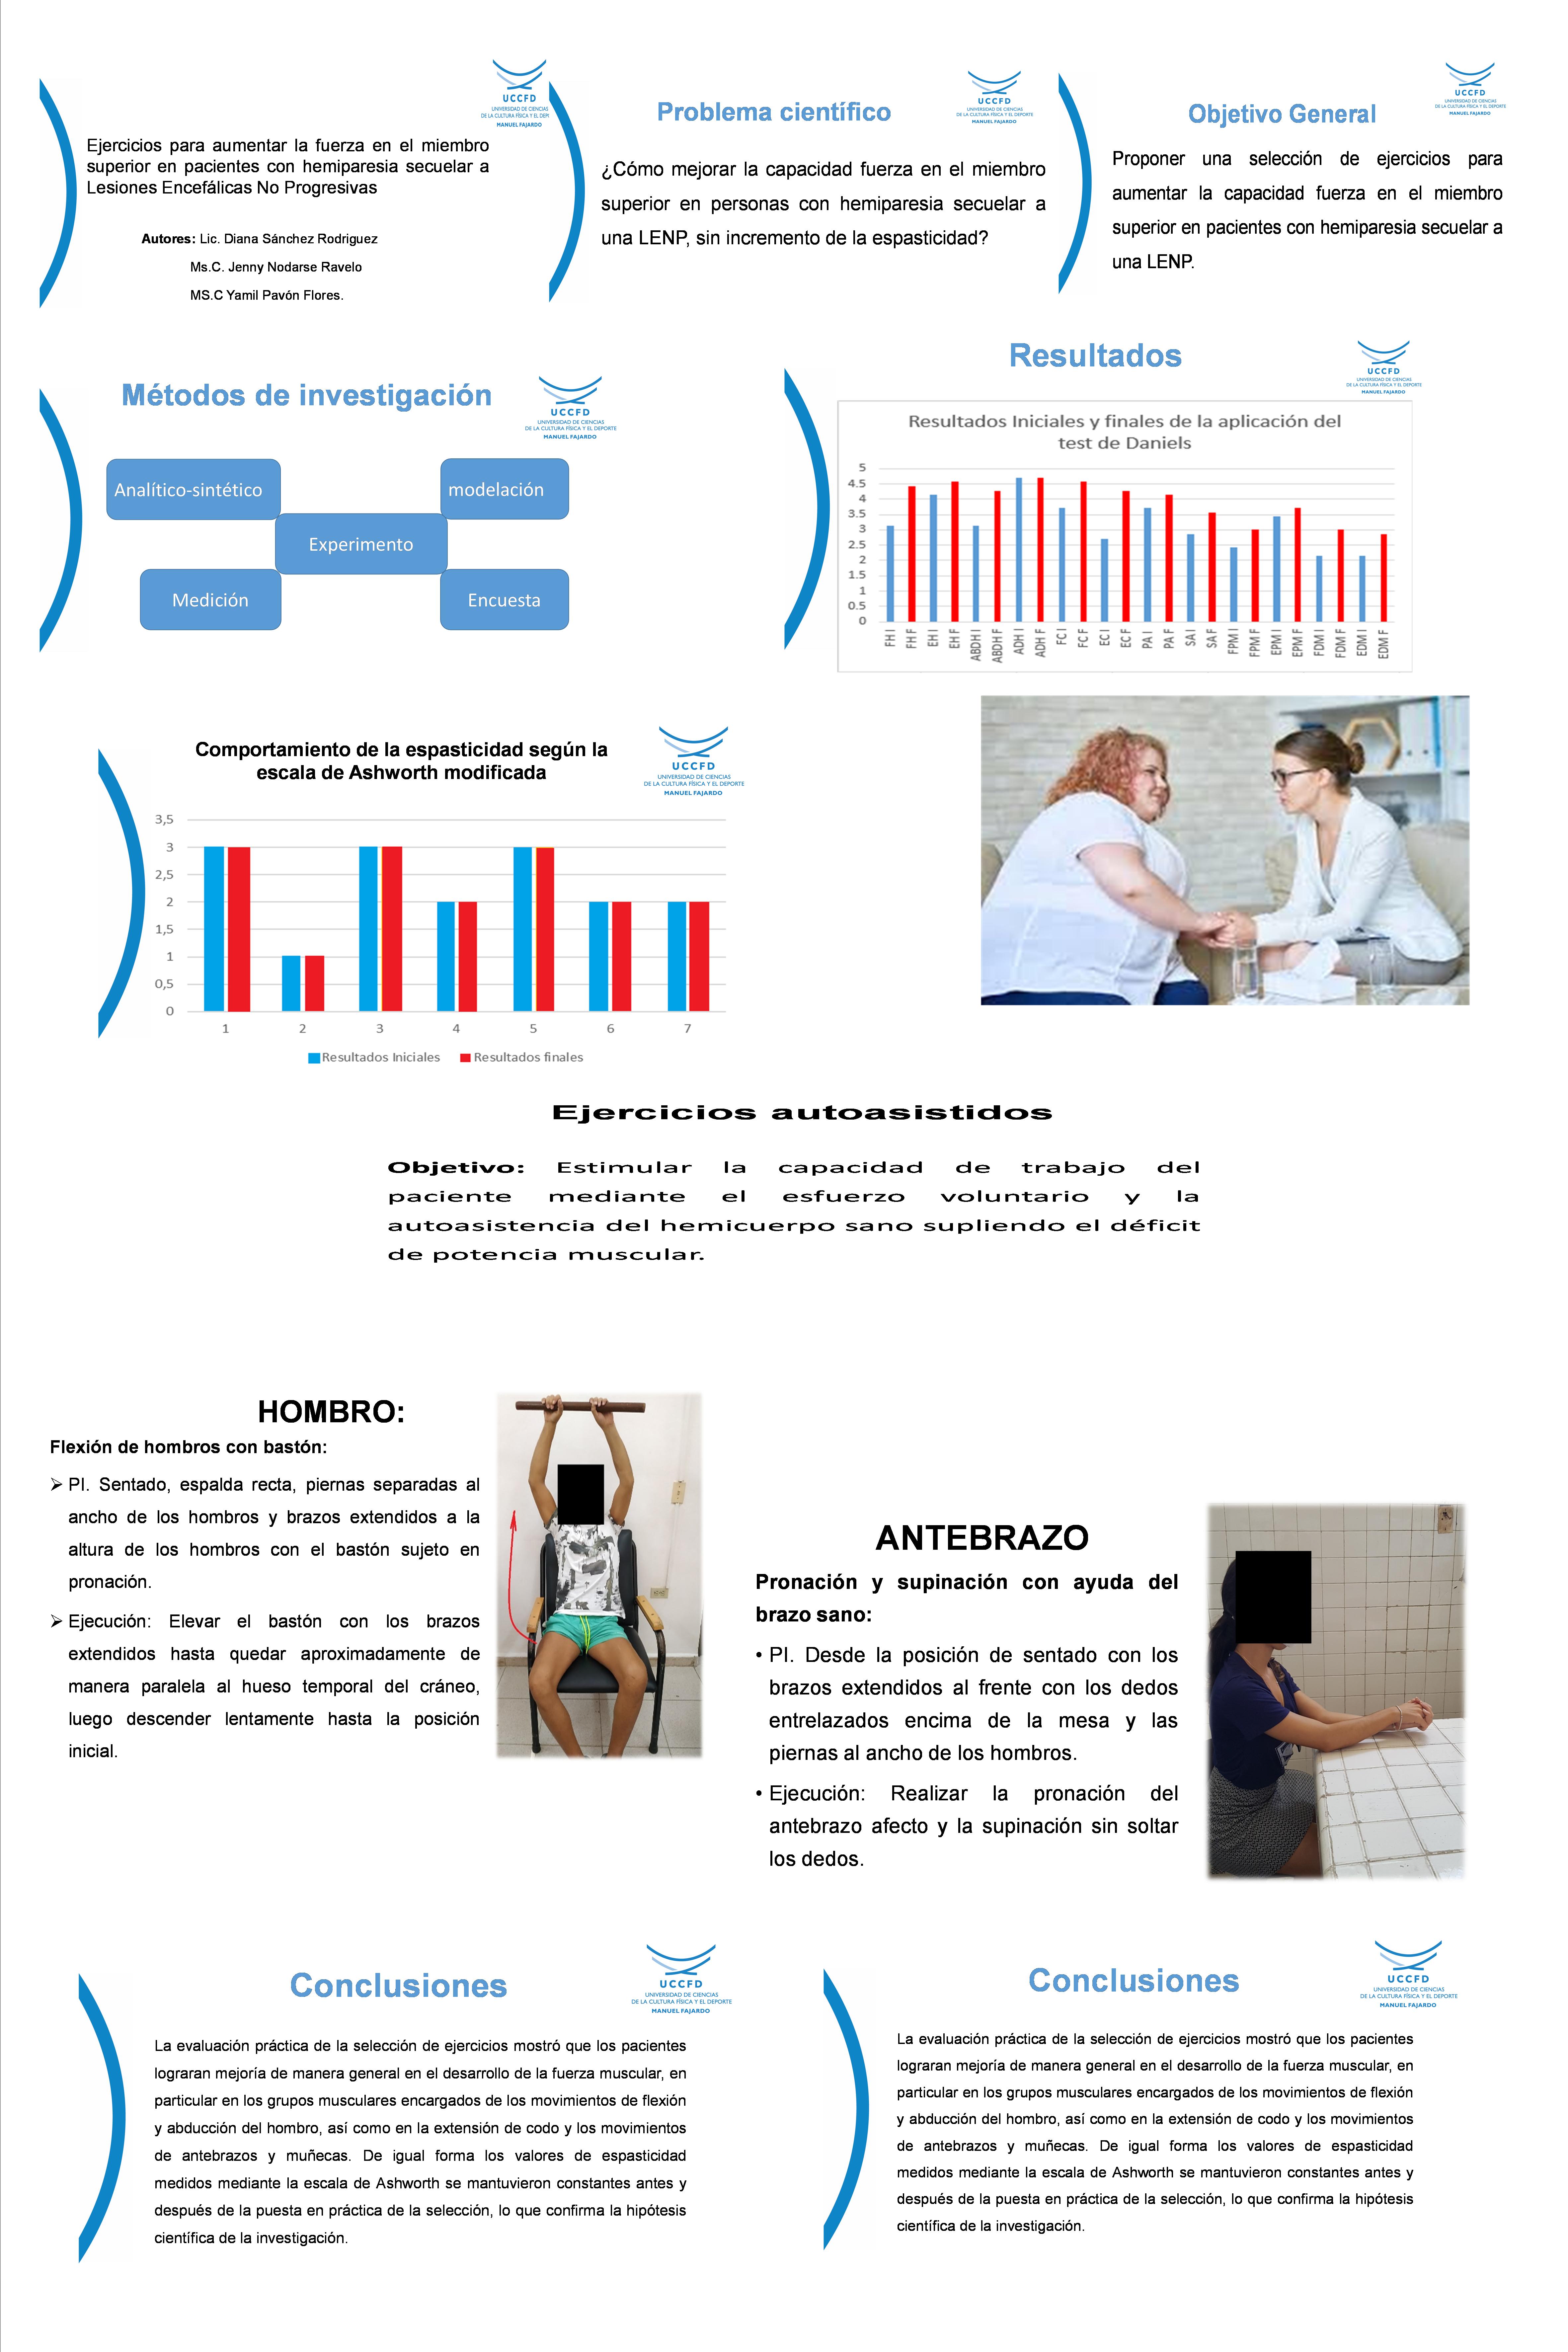 UCCFD
UNIVERSIDAD DE CIENCIAS
DE LA CULTURA FÍSICA Y EL DEP
MANUEL FAJARDO
Ejercicios para aumentar la fuerza en el miembro
superior en pacientes con hemiparesia secuelar a
Lesiones Encefálicas No Progresivas
Autores: Lic. Diana Sánchez Rodriguez
Ms.C. Jenny Nodarse Ravelo
MS.C Yamil Pavón Flores.
UCCFD
UNIVERSIDAD DE CIENCIAS
DE LA CULTURA FÍSICA Y EL DEPORTE
MANUEL FAJARDO
Problema científico
¿Cómo mejorar la capacidad fuerza en el miembro
superior en personas con hemiparesia secuelar a
una LENP, sin incremento de la espasticidad?
UCCFD
UNIVERSIDAD DE CIENCIAS
DE LA CULTURA FÍSICA Y EL DEPORTE
MANUEL FAJARDO
Objetivo General
Proponer una selección de ejercicios para
aumentar la capacidad fuerza en el miembro
superior en pacientes con hemiparesia secuelar a
una LENP.
Métodos de investigación
UCCFD
UNIVERSIDAD DE CIENCIAS
DE LA CULTURA FÍSICA Y EL DEPORTE
MANUEL FAJARDO
Analítico-sintético
modelación
Experimento
Medición
Encuesta
Resultados
UCCFD
UNIVERSIDAD DE CIENCIAS
DE LA CULTURA FÍSICA Y EL DEPORTE
MANUEL FAJARDO
Resultados Iniciales y finales de la aplicación del
test de Daniels
5
4.5
4
3.5
3
2.5
2
1.5
1
0.5
0
FH I
FH F
EH I
EH F
ABDH I
ABDH F
ADH I
ADH F
FC I
FC F
EC I
EC F
PA I
PA F
SA I
SA F
FPM I
FPM F
EPM I
EPM F
FDM I
FDM F
EDM I
EDM F
Comportamiento de la espasticidad según la
escala de Ashworth modificada
UCCFD
UNIVERSIDAD DE CIENCIAS
DE LA CULTURA FÍSICA Y EL DEPORTE
MANUEL FAJARDO
3,5
3
2,5
2
1,5
1
0,5
0
1 2 3 4 5 6 7
Resultados Iniciales Resultados finales
Ejercicios autoasistidos
Objetivo: Estimular la capacidad de trabajo del
paciente mediante el esfuerzo voluntario y la
autoasistencia del hemicuerpo sano supliendo el déficit
de potencia muscular.
HOMBRO:
Flexión de hombros con bastón:
➢ PI. Sentado, espalda recta, piernas separadas al
ancho de los hombros y brazos extendidos a la
altura de los hombros con el bastón sujeto en
pronación.
➢ Ejecución: Elevar el bastón con los brazos
extendidos hasta quedar aproximadamente de
manera paralela al hueso temporal del cráneo,
luego descender lentamente hasta la posición
inicial.
ANTEBRAZO
Pronación y supinación con ayuda del
brazo sano:
• PI. Desde la posición de sentado con los
brazos extendidos al frente con los dedos
entrelazados encima de la mesa y las
piernas al ancho de los hombros.
• Ejecución: Realizar la pronación del
antebrazo afecto y la supinación sin soltar
los dedos.
Conclusiones
UCCFD
UNIVERSIDAD DE CIENCIAS
DE LA CULTURA FÍSICA Y EL DEPORTE
MANUEL FAJARDO
La evaluación práctica de la selección de ejercicios mostró que los pacientes
lograran mejoría de manera general en el desarrollo de la fuerza muscular, en
particular en los grupos musculares encargados de los movimientos de flexión
y abducción del hombro, así como en la extensión de codo y los movimientos
de antebrazos y muñecas. De igual forma los valores de espasticidad
medidos mediante la escala de Ashworth se mantuvieron constantes antes y
después de la puesta en práctica de la selección, lo que confirma la hipótesis
científica de la investigación.
Conclusiones
UCCFD
UNIVERSIDAD DE CIENCIAS
DE LA CULTURA FÍSICA Y EL DEPORTE
MANUEL FAJARDO
La evaluación práctica de la selección de ejercicios mostró que los pacientes
lograran mejoría de manera general en el desarrollo de la fuerza muscular, en
particular en los grupos musculares encargados de los movimientos de flexión
y abducción del hombro, así como en la extensión de codo y los movimientos
de antebrazos y muñecas. De igual forma los valores de espasticidad
medidos mediante la escala de Ashworth se mantuvieron constantes antes y
después de la puesta en práctica de la selección, lo que confirma la hipótesis
científica de la investigación.